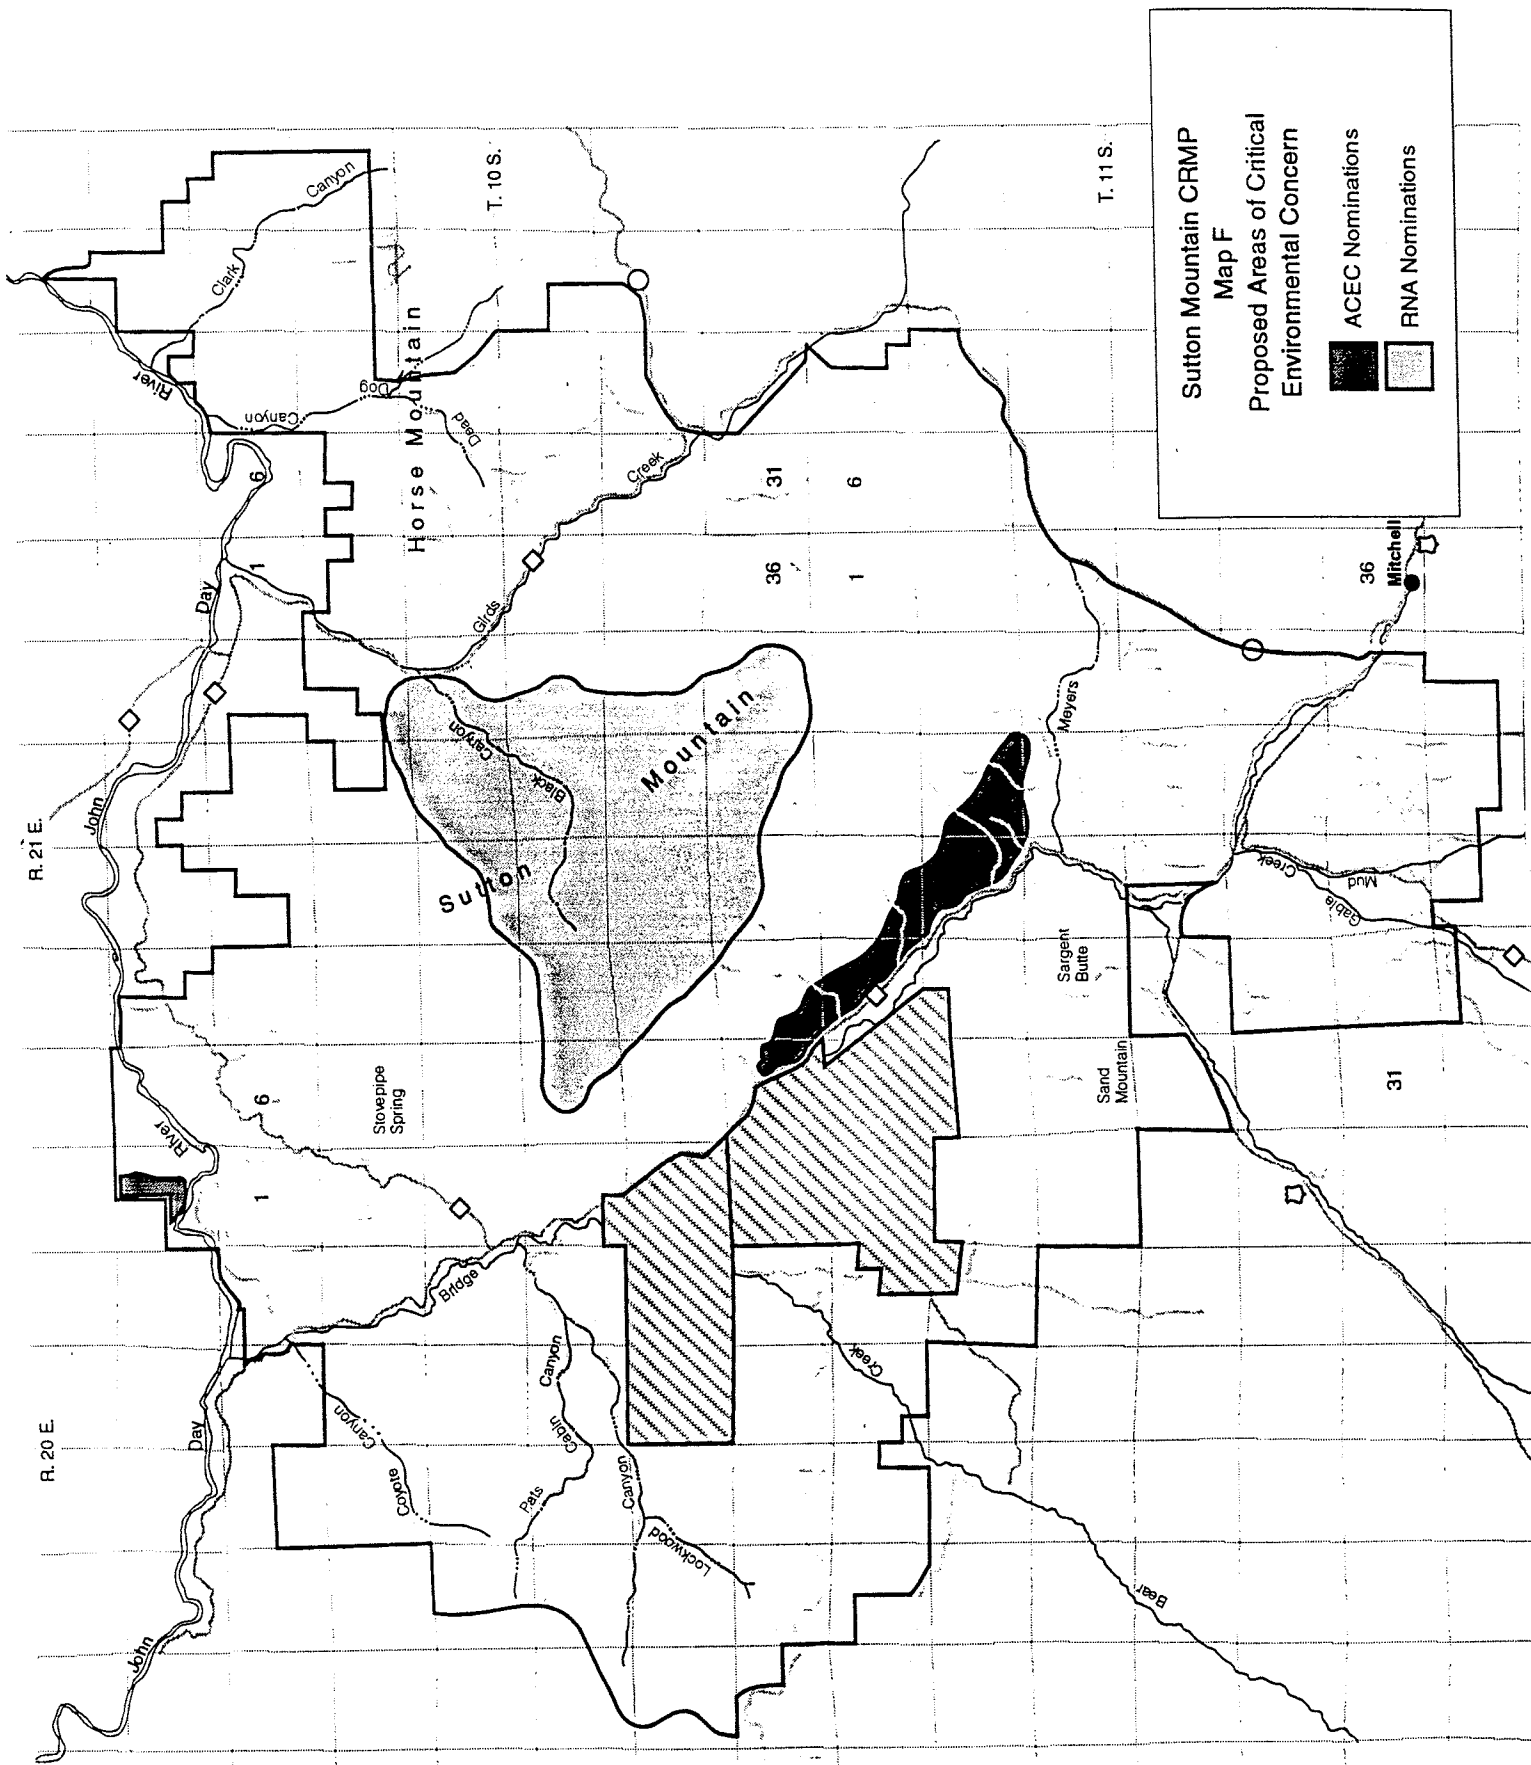 R. 20 E.
R. 21 E.
John
Day
River
John
Day
River
Clark
Canyon
T. 10 S.
Horse Mountain
Dead
Dog
Canyon
6
1
6
1
Stovepipe
Spring
Girds
Creek
Black
Canyon
Sutton
Mountain
Bridge
Coyote
Canyon
Pats
Cabin
Canyon
Lockwood
Canyon
Bear
Creek
36
31
1
6
T. 11 S.
Meyers
Sargent
Butte
Sand
Mountain
Gable
Creek
Mud
31
36
Mitchell
Sutton Mountain CRMP
Map F
Proposed Areas of Critical
Environmental Concern
ACEC Nominations
RNA Nominations